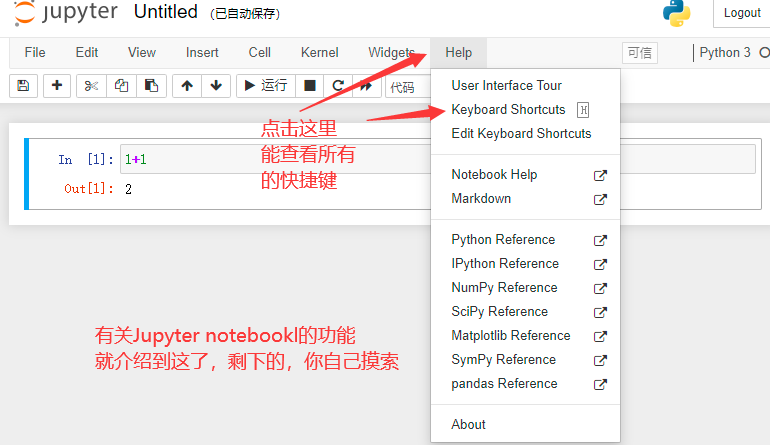 jupyter Untitled (已自动保存) Logout
File Edit View Insert Cell Kernel Widgets Help 可信 Python 3
运行 代码
User Interface Tour
Keyboard Shortcuts H
Edit Keyboard Shortcuts
Notebook Help
Markdown
Python Reference
IPython Reference
NumPy Reference
SciPy Reference
Matplotlib Reference
SymPy Reference
pandas Reference
About
点击这里
能查看所有
的快捷键
In [1]: 1+1
Out[1]: 2
有关Jupyter notebookl的功能
就介绍到这了，剩下的，你自己摸索